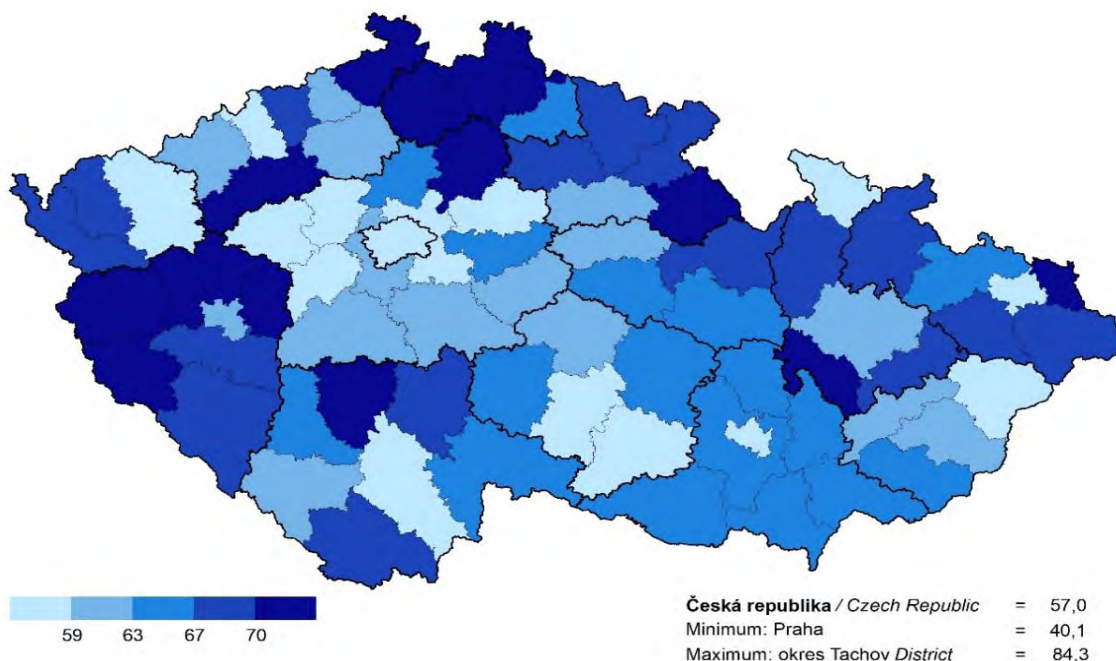 59 63 67 70
Česká republika / Czech Republic = 57,0
Minimum: Praha = 40,1
Maximum: okres Tachov District = 84,3